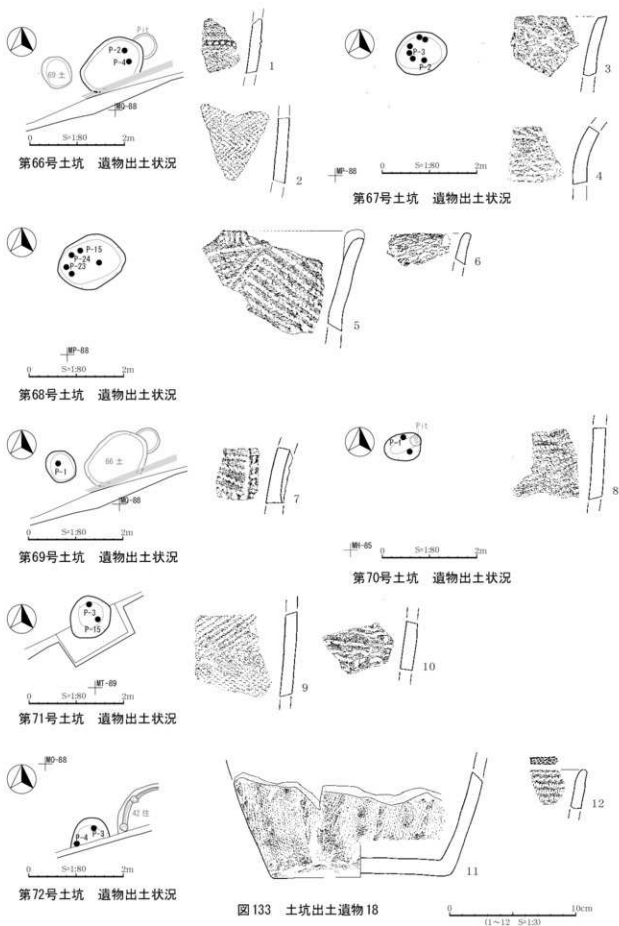 Pit
69 土
P-2
P-4
MQ-88
0 S=1:80 2m
第66号土坑 遺物出土状況
1
2
P-3
P-2
MP-88
0 S=1:80 2m
第67号土坑 遺物出土状況
3
4
P-15
P-24
P-23
MP-88
0 S=1:80 2m
第68号土坑 遺物出土状況
5
6
P-1
66 土
MQ-88
0 S=1:80 2m
第69号土坑 遺物出土状況
7
Pit
P-1
MH-85
0 S=1:80 2m
第70号土坑 遺物出土状況
8
P-3
P-15
MT-89
0 S=1:80 2m
第71号土坑 遺物出土状況
9
10
MO-88
42 住
P-4
P-3
0 S=1:80 2m
第72号土坑 遺物出土状況
11
12
図133 土坑出土遺物18
0 10cm
(1~12 S=1:3)